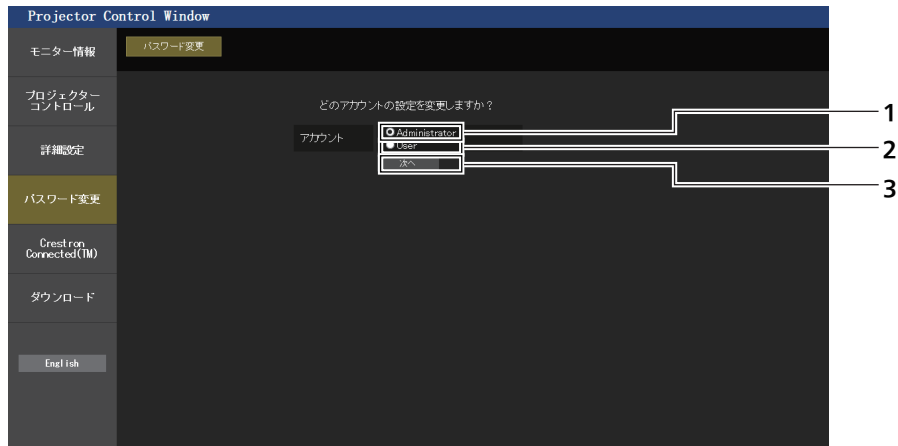 Projector Control Window
モニター情報
パスワード変更
プロジェクター
コントロール
どのアカウントの設定を変更しますか？
アカウント
Administrator
User
次へ
1
2
3
詳細設定
パスワード変更
Crestron
Connected(TM)
ダウンロード
English